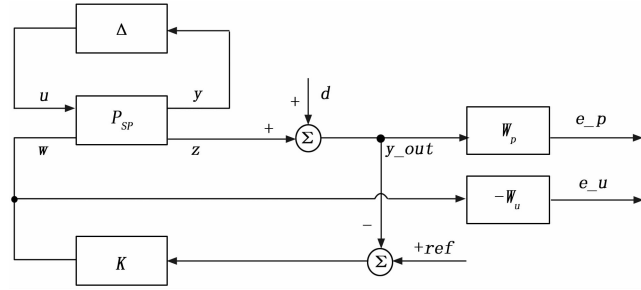 Δ
u
y
P_SP
w
z
+
+
d
Σ
y_out
W_p
e_p
-W_u
e_u
−
K
Σ
+ref